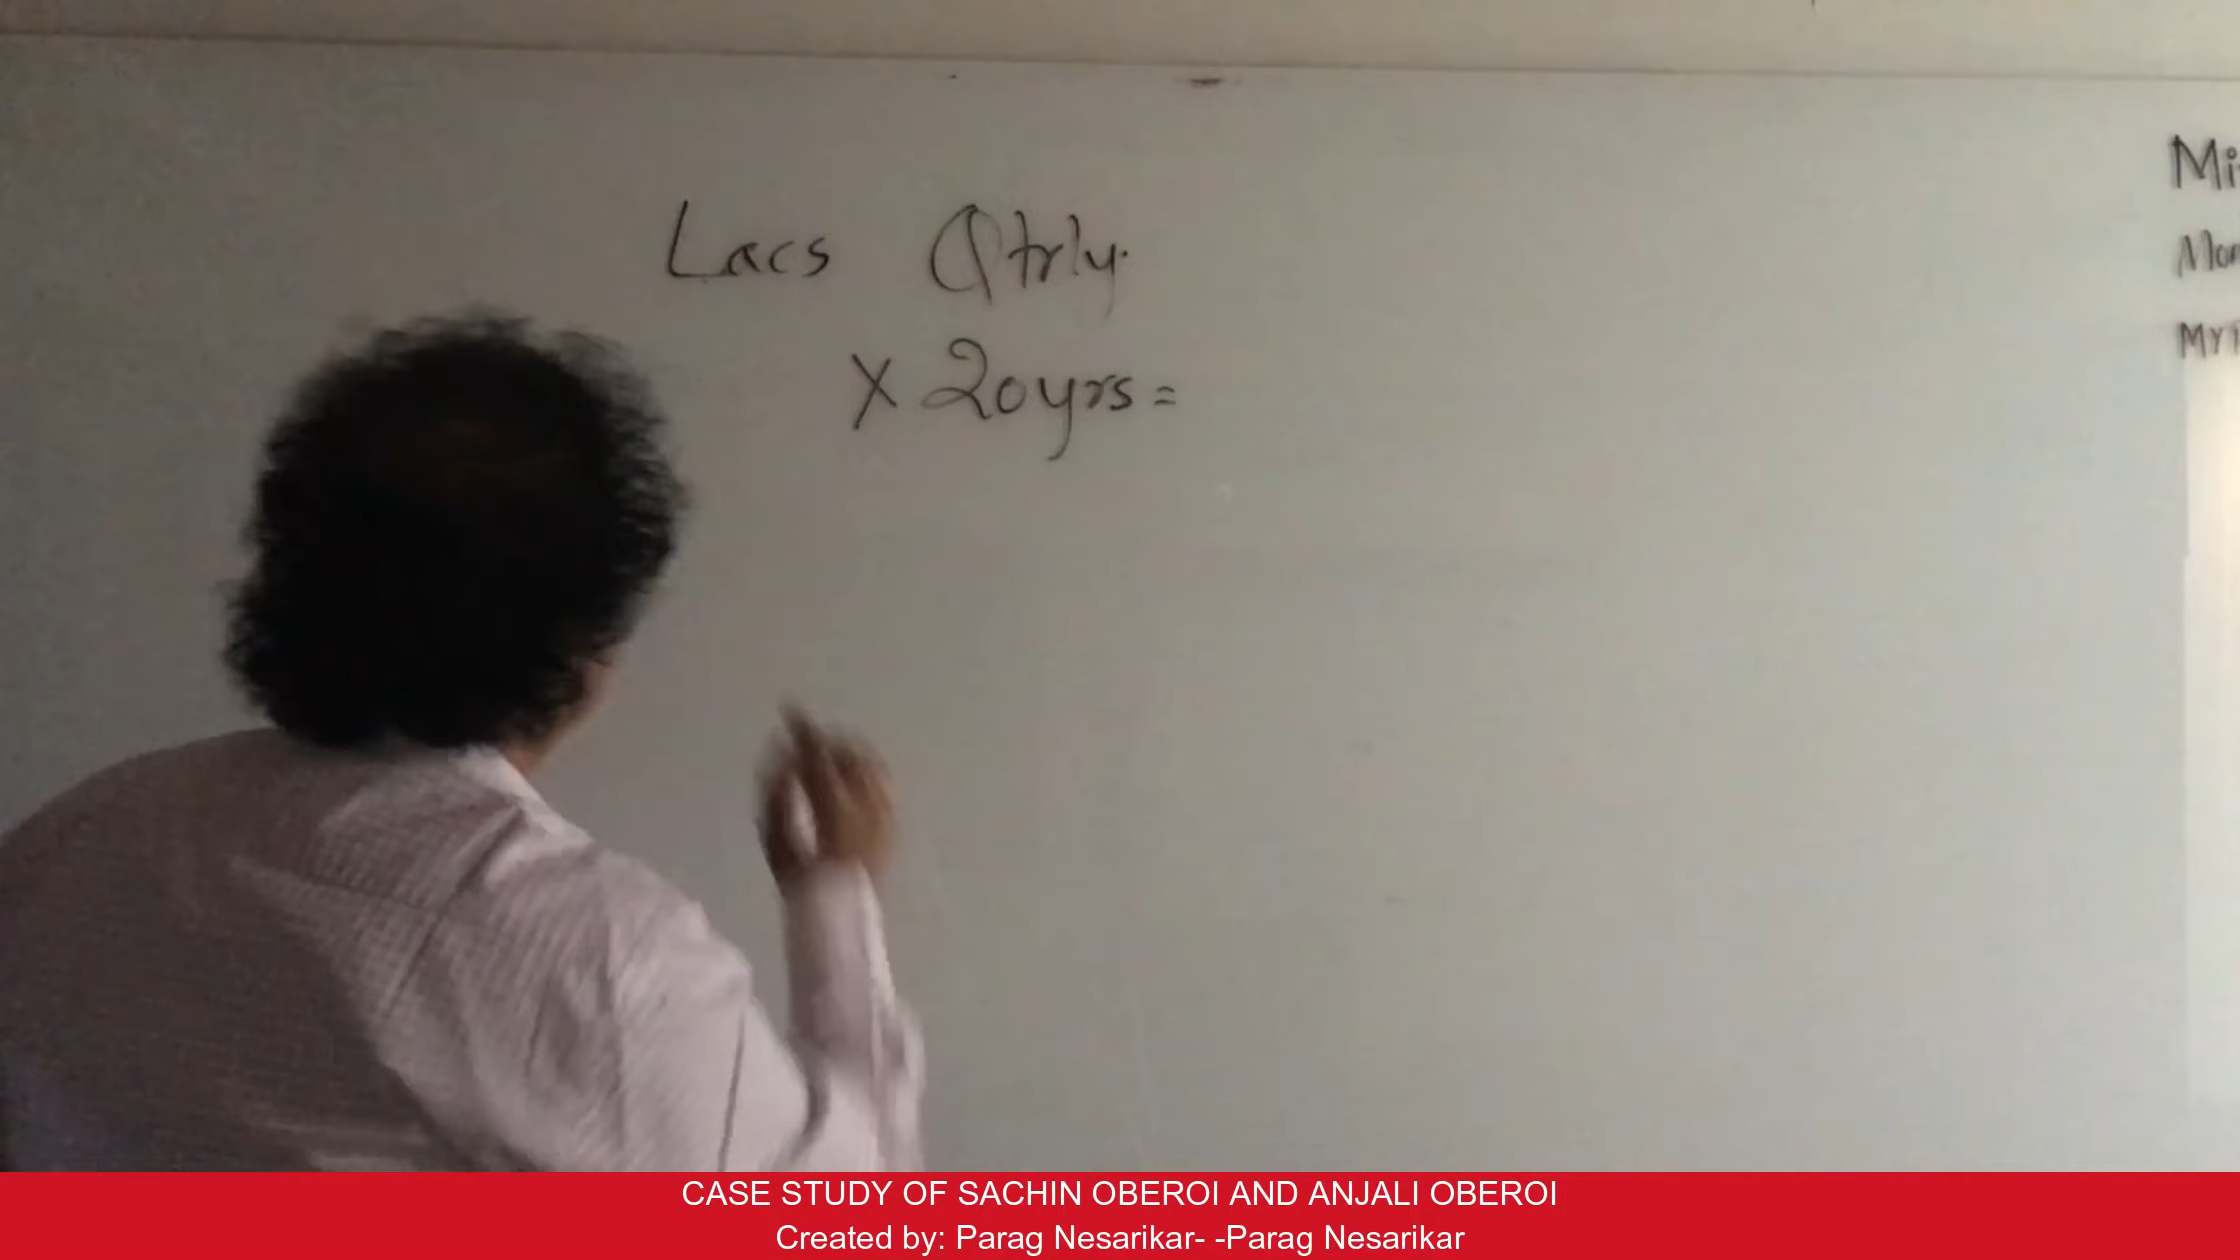 Lacs Qtrly.
X 20yrs =
CASE STUDY OF SACHIN OBEROI AND ANJALI OBEROI
Created by: Parag Nesarikar- -Parag Nesarikar